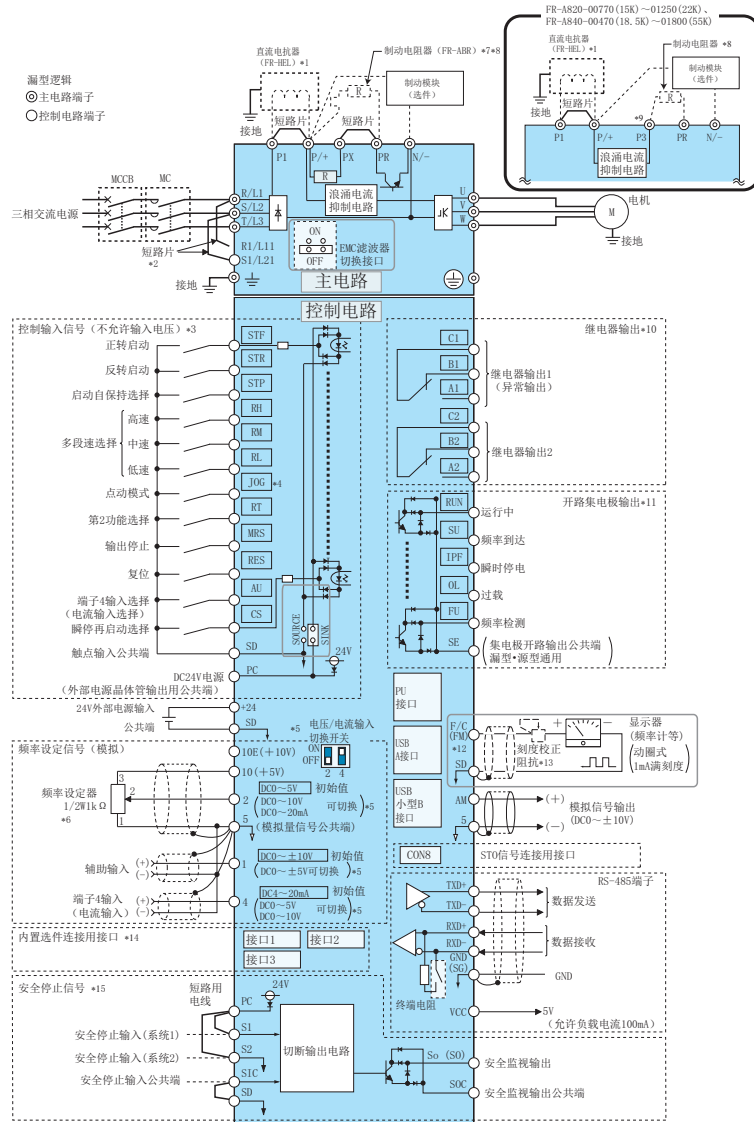 FR-A820-00770(15K)～01250(22K)、
FR-A840-00470(18.5K)～01800(55K)
直流电抗器
(FR-HEL) *1
制动电阻器 *8
制动模块
(选件)
R
接地
短路片
*9
P1
P/+
P3
PR
N/-
浪涌电流
抑制电路
漏型逻辑
主电路端子
控制电路端子
直流电抗器
(FR-HEL) *1
制动电阻器 (FR-ABR) *7*8
制动模块
(选件)
R
接地
短路片
短路片
P1
P/+
PX
PR
N/-
R
浪涌电流
抑制电路
MCCB
MC
三相交流电源
R/L1
S/L2
T/L3
短路片
*2
R1/L11
S1/L21
接地
ON
OFF
EMC滤波器
切换接口
主电路
U
V
W
电机
M
接地
控制电路
控制输入信号（不允许输入电压）*3
正转启动
STF
反转启动
STR
启动自保持选择
STP
多段速选择
高速
RH
中速
RM
低速
RL
点动模式
JOG
*4
第2功能选择
RT
输出停止
MRS
复位
RES
端子4输入选择
(电流输入选择)
AU
瞬停再启动选择
CS
触点输入公共端
SD
SOURCE
SINK
24V
DC24V电源
(外部电源晶体管输出用公共端)
PC
24V外部电源输入
+24
公共端
SD
继电器输出*10
C1
B1
A1
继电器输出1
(异常输出)
C2
B2
A2
继电器输出2
开路集电极输出*11
RUN
运行中
SU
频率到达
IPF
瞬时停电
OL
过载
FU
频率检测
SE
集电极开路输出公共端
漏型·源型通用
频率设定信号（模拟）
*5
电压/电流输入
切换开关
ON
OFF
2 4
10E(+10V)
10(+5V)
频率设定器
1/2W1kΩ
*6
3
2
1
2
DC0～5V 初始值
DC0～10V
DC0～20mA
可切换 *5
5
(模拟量信号公共端)
辅助输入
(+)
(-)
1
DC0～±10V 初始值
DC0～±5V可切换 *5
端子4输入
(电流输入)
(+)
(-)
4
DC4～20mA 初始值
DC0～5V
DC0～10V
可切换 *5
PU
接口
USB
A接口
USB
小型B
接口
F/C
(FM)
*12
SD
刻度校正
阻抗*13
+
-
显示器
(频率计等)
动圈式
1mA满刻度
AM
5
(+)
(-)
模拟信号输出
(DC0～±10V)
CON8
STO信号连接用接口
RS-485端子
TXD+
TXD-
数据发送
RXD+
RXD-
数据接收
GND
(SG)
GND
终端电阻
VCC
5V
(允许负载电流100mA)
内置选件连接用接口 *14
接口1
接口2
接口3
安全停止信号 *15
短路用
电线
24V
PC
安全停止输入(系统1)
S1
安全停止输入(系统2)
S2
安全停止输入公共端
SIC
SD
切断输出电路
So (SO)
安全监视输出
SOC
安全监视输出公共端